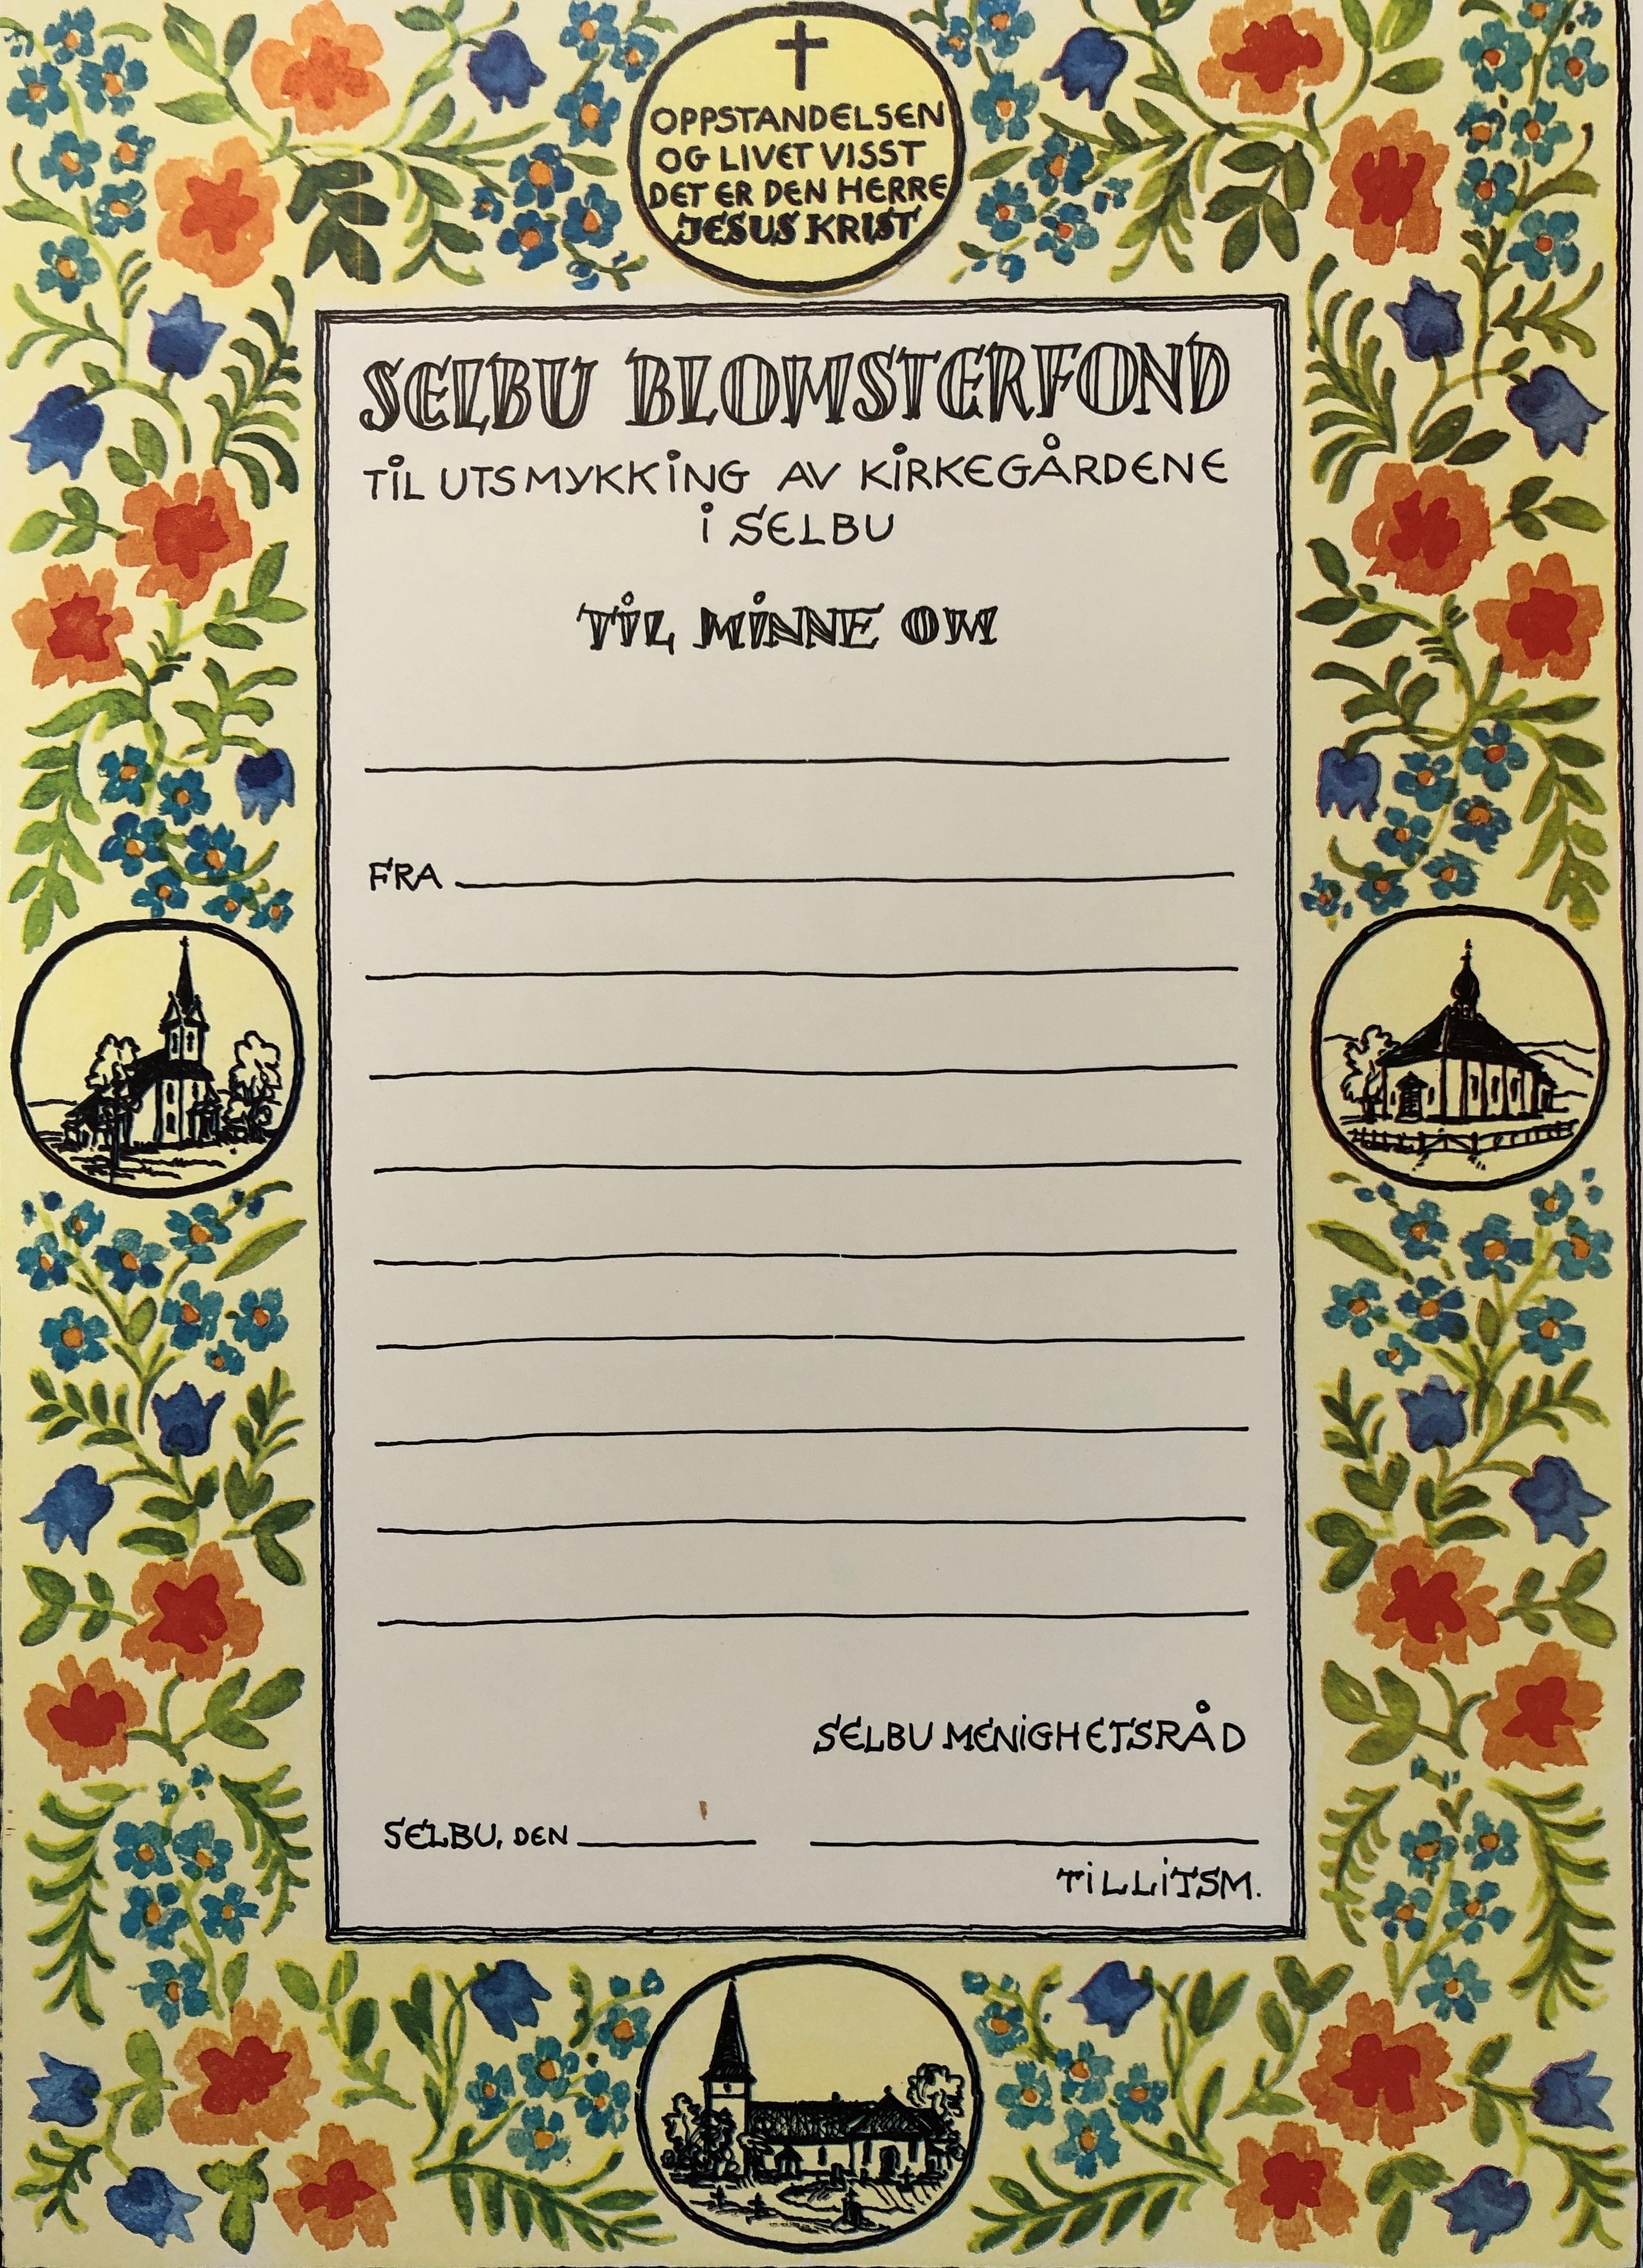 OPPSTANDELSEN
OG LIVET VISST
DET ER DEN HERRE
JESUS KRIST
SELBU BLOMSTERFOND
TIL UTSMYKKING AV KIRKEGÅRDENE
I SELBU
TIL MINNE OM
FRA
SELBU MENIGHETSRÅD
SELBU, DEN
TILLITSM.